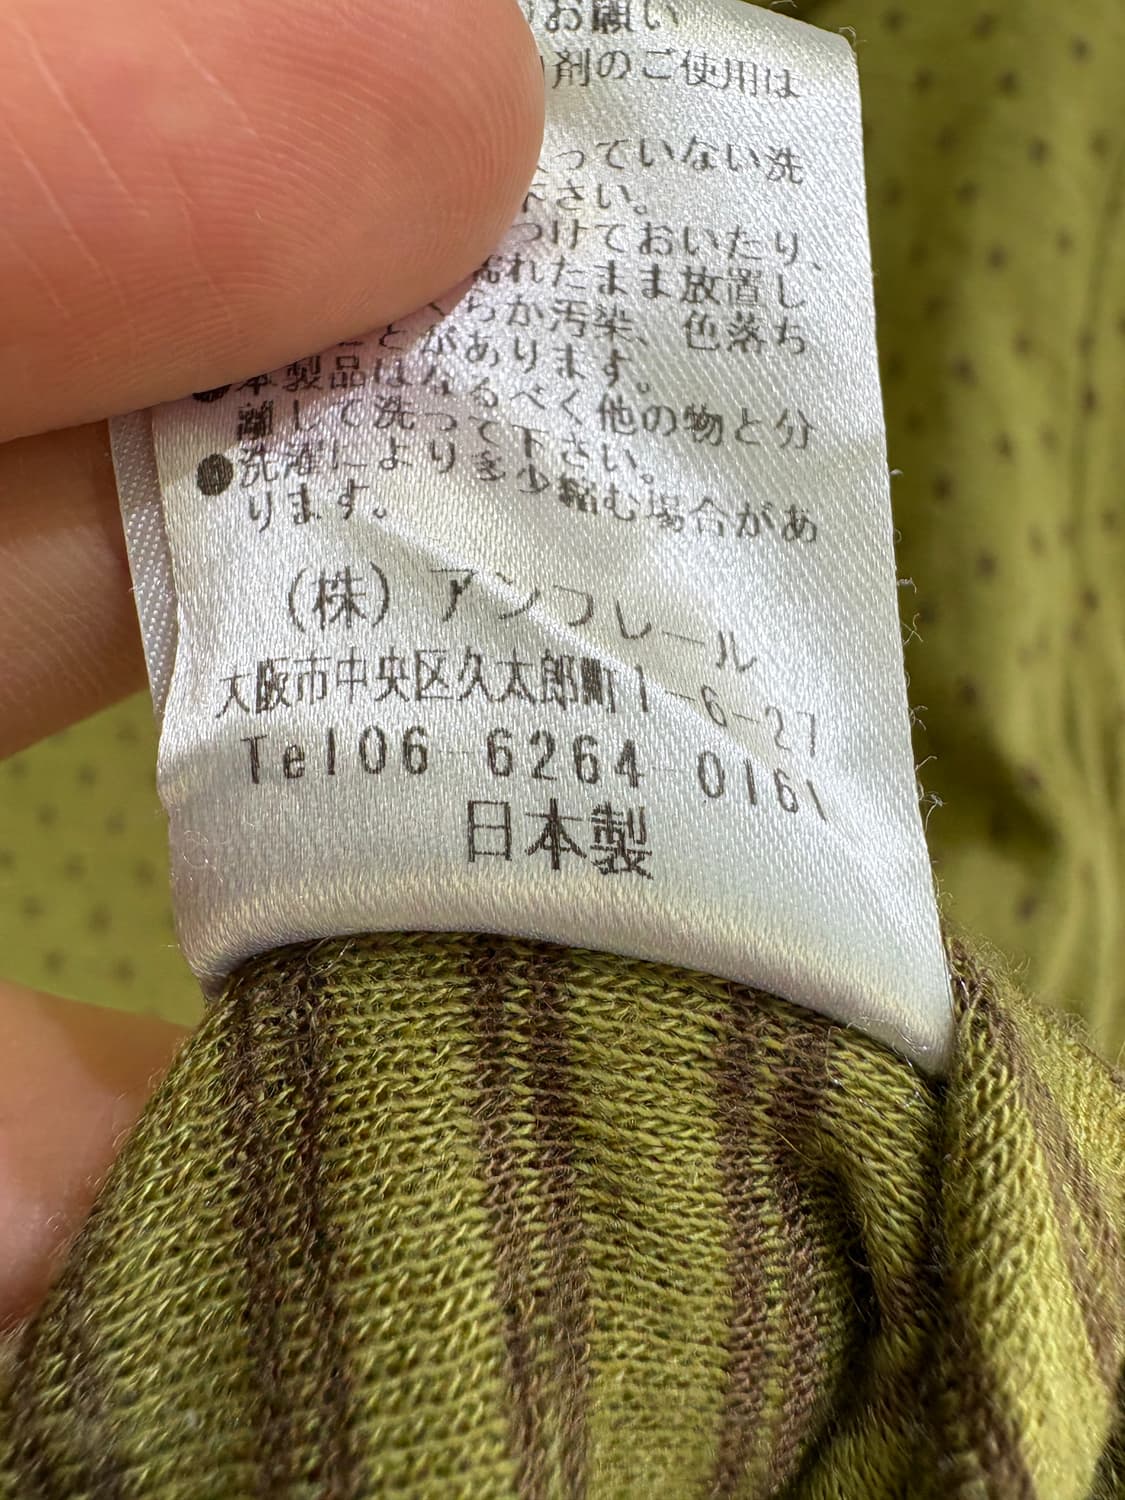 お願い
剤のご使用は
っていない洗
下さい。
つけておいたり、
濡れたまま放置し
ちか汚染、色落ち
とがあります。
●本製品はなるべく他の物と分
離して洗って下さい。
●洗濯により多少縮む場合があ
ります。
(株)アンフレール
大阪市中央区久太郎町1-6-27
Tel06-6264-0161
日本製